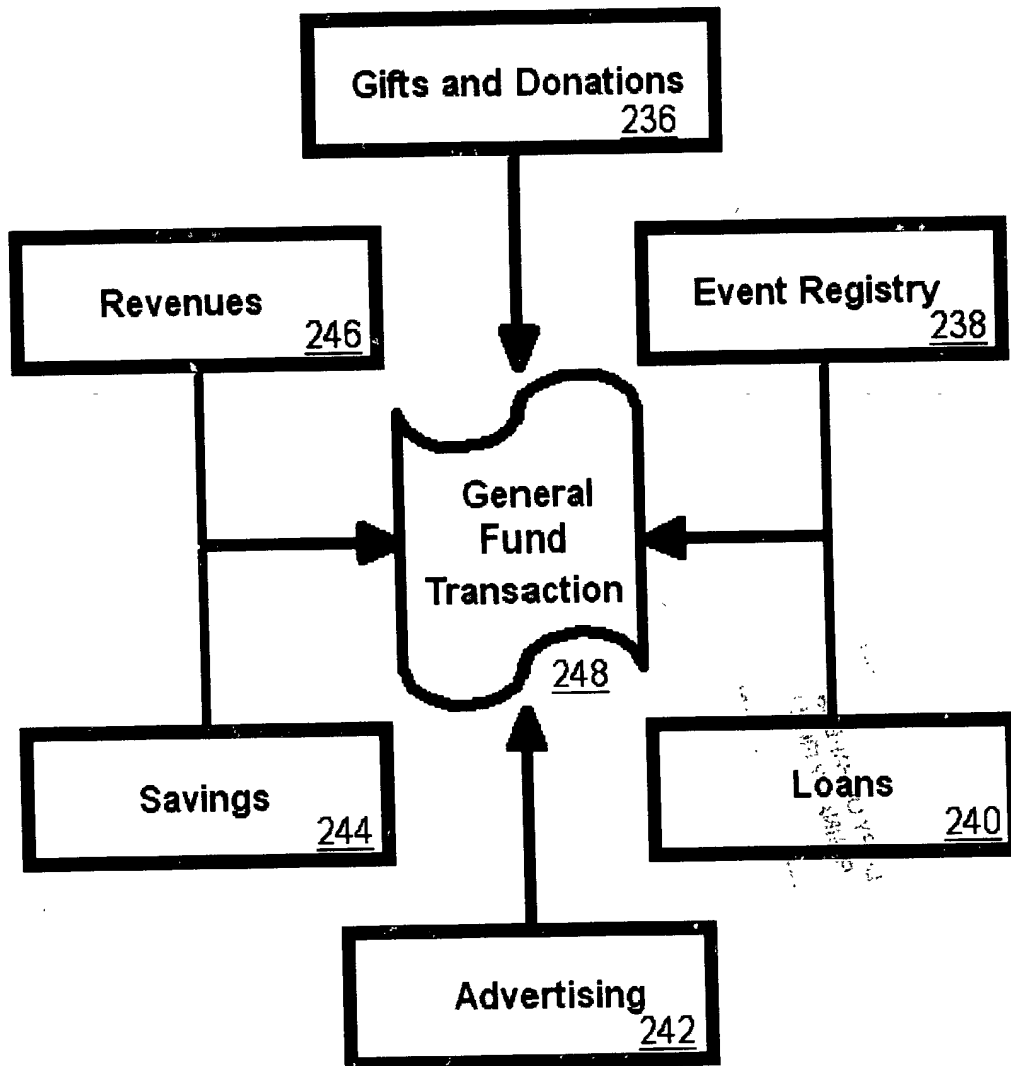 Gifts and Donations
236
Revenues
246
Event Registry
238
General
Fund
Transaction
248
Savings
244
Loans
240
Advertising
242